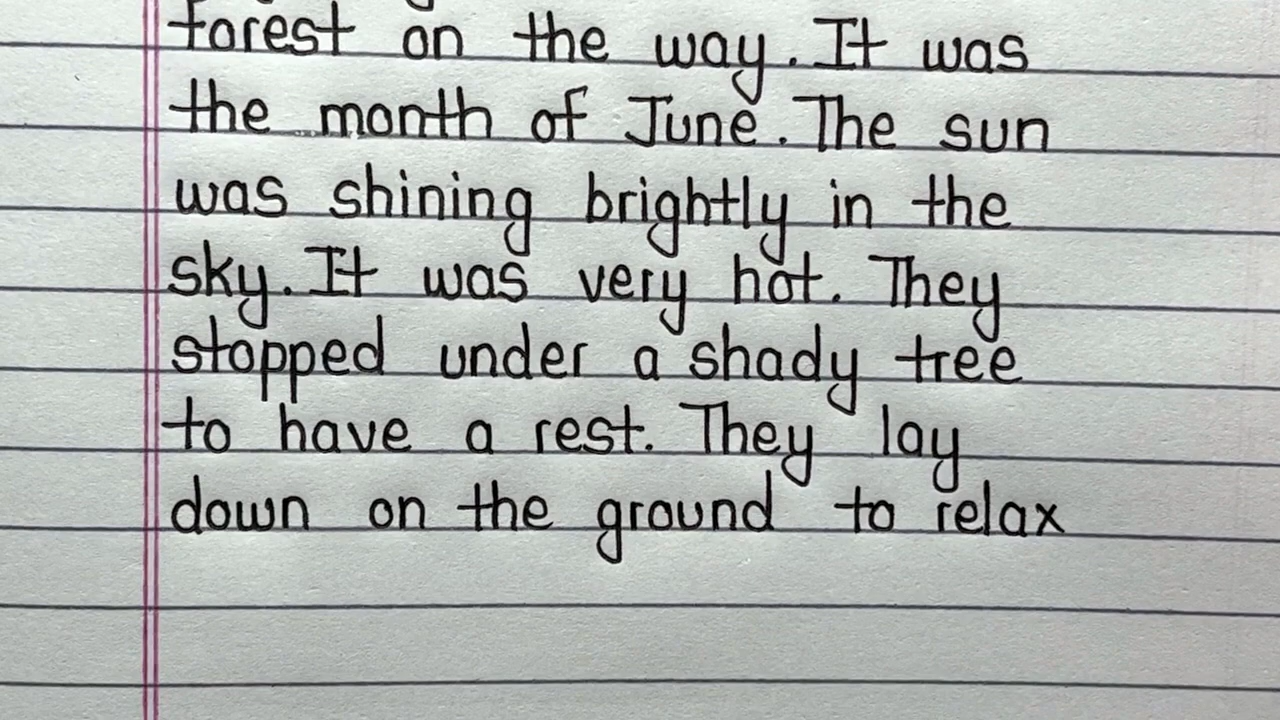 forest on the way. It was
the month of June. The sun
was shining brightly in the
sky. It was very hot. They
stopped under a shady tree
to have a rest. They lay
down on the ground to relax